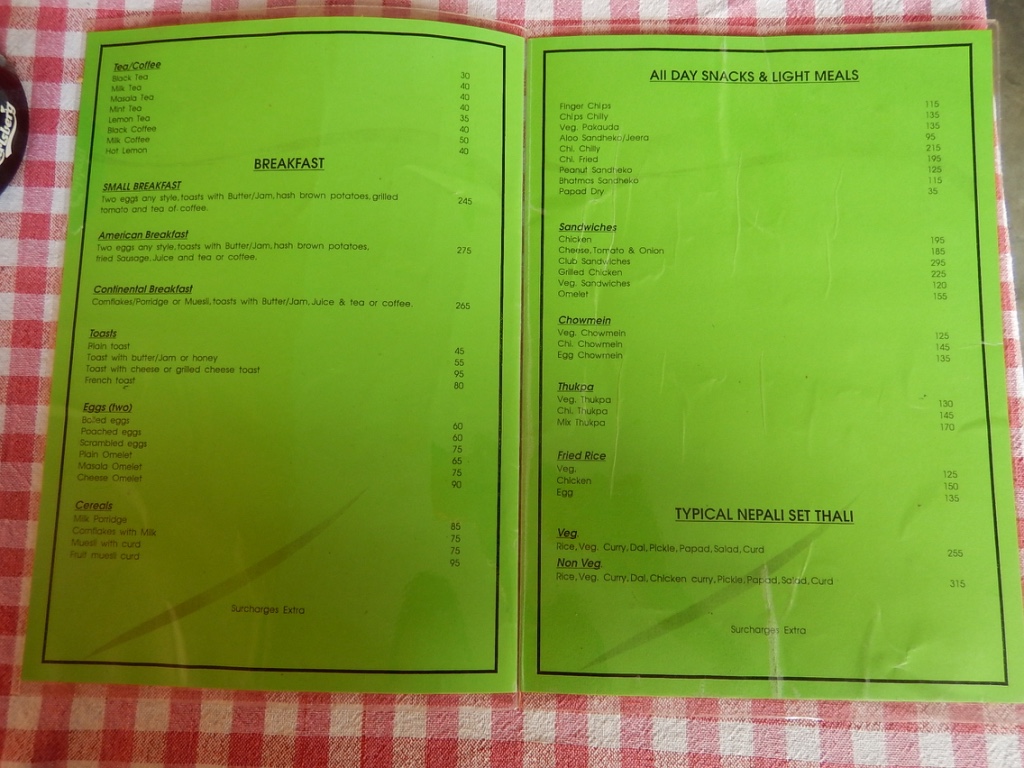 Tea/Coffee
Black Tea 30
Milk Tea 40
Masala Tea 40
Mint Tea 40
Lemon Tea 35
Black Coffee 40
Milk Coffee 50
Hot Lemon 40
BREAKFAST
SMALL BREAKFAST
Two eggs any style, toasts with Butter/Jam, hash brown potatoes, grilled 245
tomato and tea of coffee.
American Breakfast
Two eggs any style, toasts with Butter/Jam, hash brown potatoes, 275
fried Sausage, Juice and tea or coffee.
Continental Breakfast
Cornflakes/Porridge or Muesli, toasts with Butter/Jam, Juice & tea or coffee. 265
Toasts
Plain toast 45
Toast with butter/Jam or honey 55
Toast with cheese or grilled cheese toast 95
French toast 80
Eggs (two)
Boiled eggs 60
Poached eggs 60
Scrambled eggs 75
Plain Omelet 65
Masala Omelet 75
Cheese Omelet 90
Cereals
Milk Porridge 85
Cornflakes with Milk 75
Muesli with curd 75
Fruit muesli curd 95
Surcharges Extra
All DAY SNACKS & LIGHT MEALS
Finger Chips 115
Chips Chilly 135
Veg. Pakauda 135
Aloo Sandheko/Jeera 95
Chi. Chilly 215
Chi. Fried 195
Peanut Sandheko 125
Bhatmas Sandheko 115
Papad Dry 35
Sandwiches
Chicken 195
Cheese, Tomato & Onion 185
Club Sandwiches 295
Grilled Chicken 225
Veg. Sandwiches 120
Omelet 155
Chowmein
Veg. Chowmein 125
Chi. Chowmein 145
Egg Chowmein 135
Thukpa
Veg. Thukpa 130
Chi. Thukpa 145
Mix Thukpa 170
Fried Rice
Veg. 125
Chicken 150
Egg 135
TYPICAL NEPALI SET THALI
Veg.
Rice, Veg. Curry, Dal, Pickle, Papad, Salad, Curd 255
Non Veg.
Rice, Veg. Curry, Dal, Chicken curry, Pickle, Papad, Salad, Curd 315
Surcharges Extra